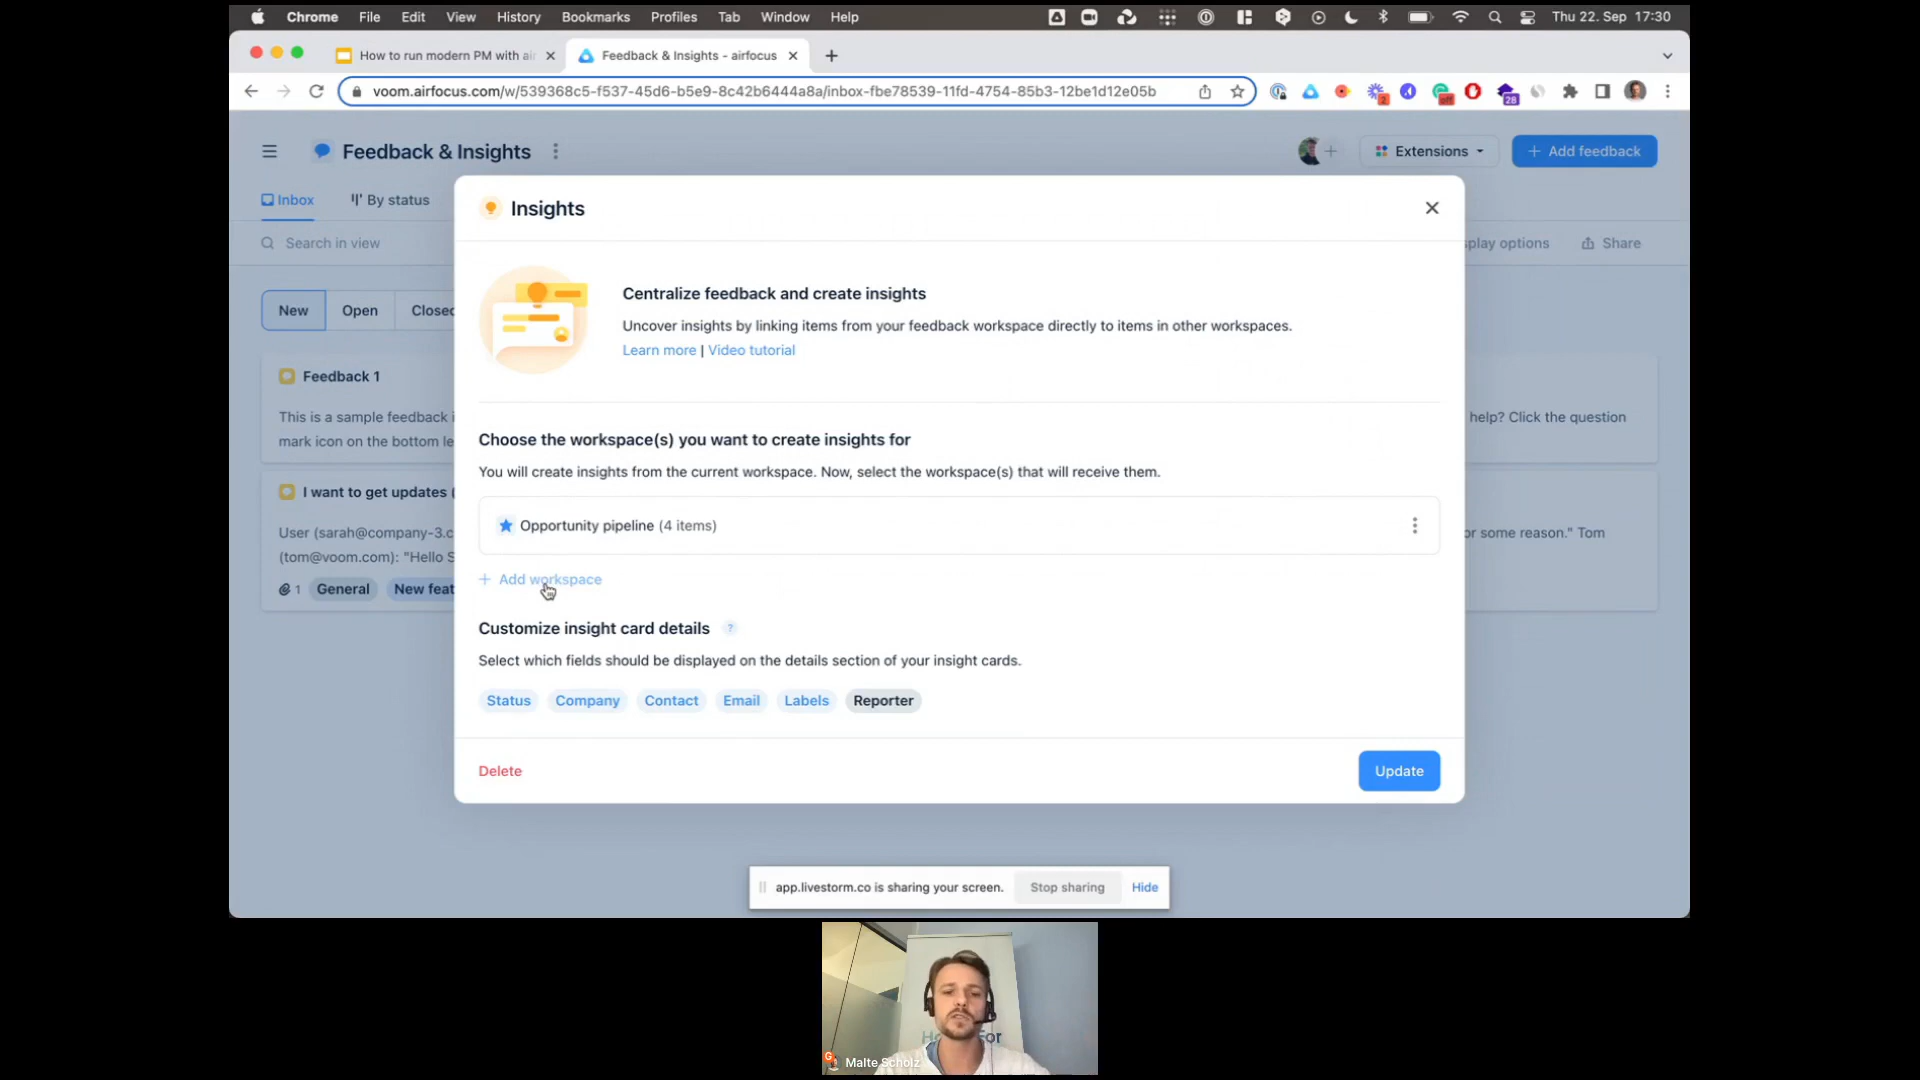 Chrome File Edit View History Bookmarks Profiles Tab Window Help Thu 22. Sep 17:30
How to run modern PM with ai
Feedback & Insights - airfocus
voom.airfocus.com/w/539368c5-f537-45d6-b5e9-8c42b6444a8a/inbox-fbe78539-11fd-4754-85b3-12be1d12e05b
2 off 28
Feedback & Insights
Extensions
+ Add feedback
Inbox By status
Search in view
play options Share
New Open Closed
Feedback 1
This is a sample feedback i
mark icon on the bottom le
help? Click the question
I want to get updates (
User (sarah@company-3.c
(tom@voom.com): "Hello S
or some reason." Tom
1 General New feat
Insights
Centralize feedback and create insights
Uncover insights by linking items from your feedback workspace directly to items in other workspaces.
Learn more | Video tutorial
Choose the workspace(s) you want to create insights for
You will create insights from the current workspace. Now, select the workspace(s) that will receive them.
Opportunity pipeline (4 items)
+ Add workspace
Customize insight card details ?
Select which fields should be displayed on the details section of your insight cards.
Status Company Contact Email Labels Reporter
Delete
Update
app.livestorm.co is sharing your screen. Stop sharing Hide
Malte Scholz